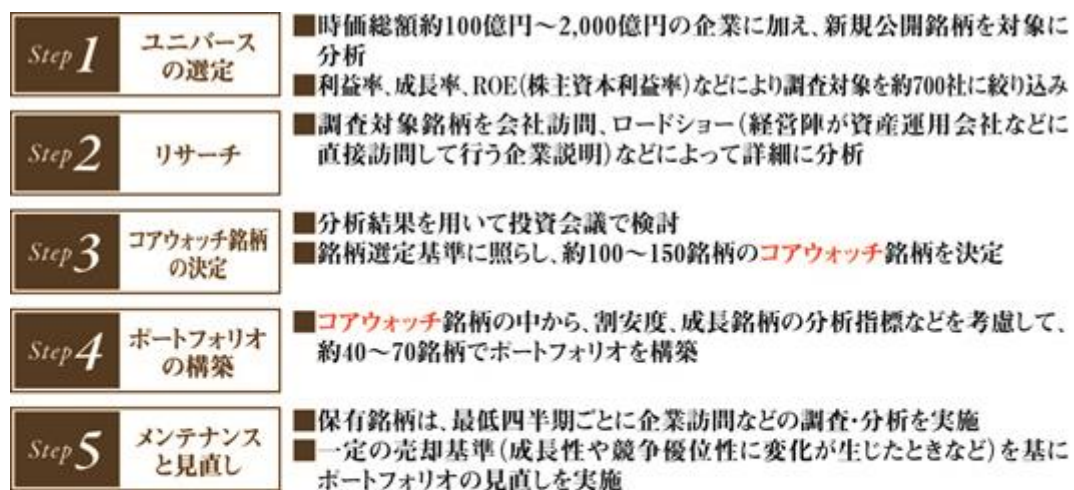 Step 1
ユニバース
の選定
■時価総額約100億円～2,000億円の企業に加え、新規公開銘柄を対象に
分析
■利益率、成長率、ROE(株主資本利益率)などにより調査対象を約700社に絞り込み
Step 2
リサーチ
■調査対象銘柄を会社訪問、ロードショー(経営陣が資産運用会社などに
直接訪問して行う企業説明)などによって詳細に分析
Step 3
コアウォッチ銘柄
の決定
■分析結果を用いて投資会議で検討
■銘柄選定基準に照らし、約100～150銘柄のコアウォッチ銘柄を決定
Step 4
ポートフォリオ
の構築
■コアウォッチ銘柄の中から、割安度、成長銘柄の分析指標などを考慮して、
約40～70銘柄でポートフォリオを構築
Step 5
メンテナンス
と見直し
■保有銘柄は、最低四半期ごとに企業訪問などの調査・分析を実施
■一定の売却基準(成長性や競争優位性に変化が生じたときなど)を基に
ポートフォリオの見直しを実施